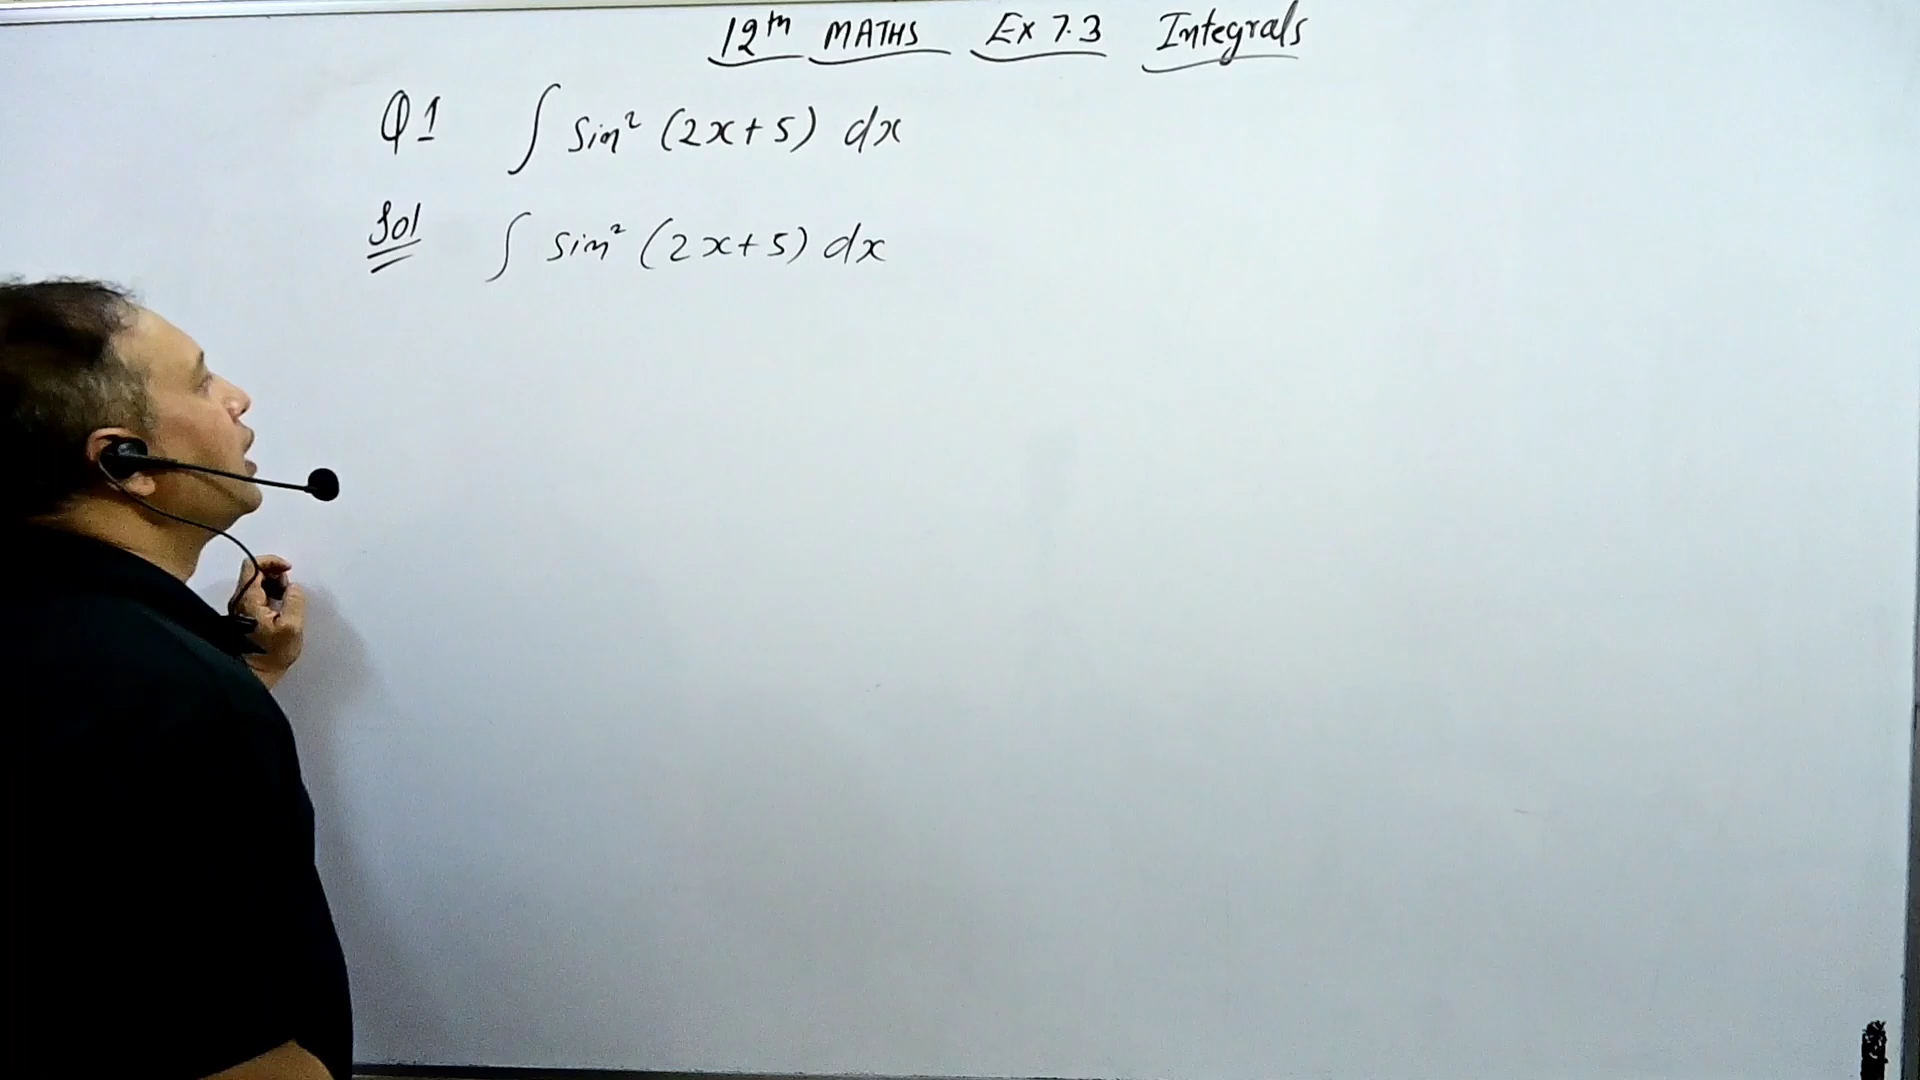 12th MATHS Ex 7.3 Integrals
Q1 ∫ sin² (2x+5) dx
Sol ∫ sin² (2x+5) dx